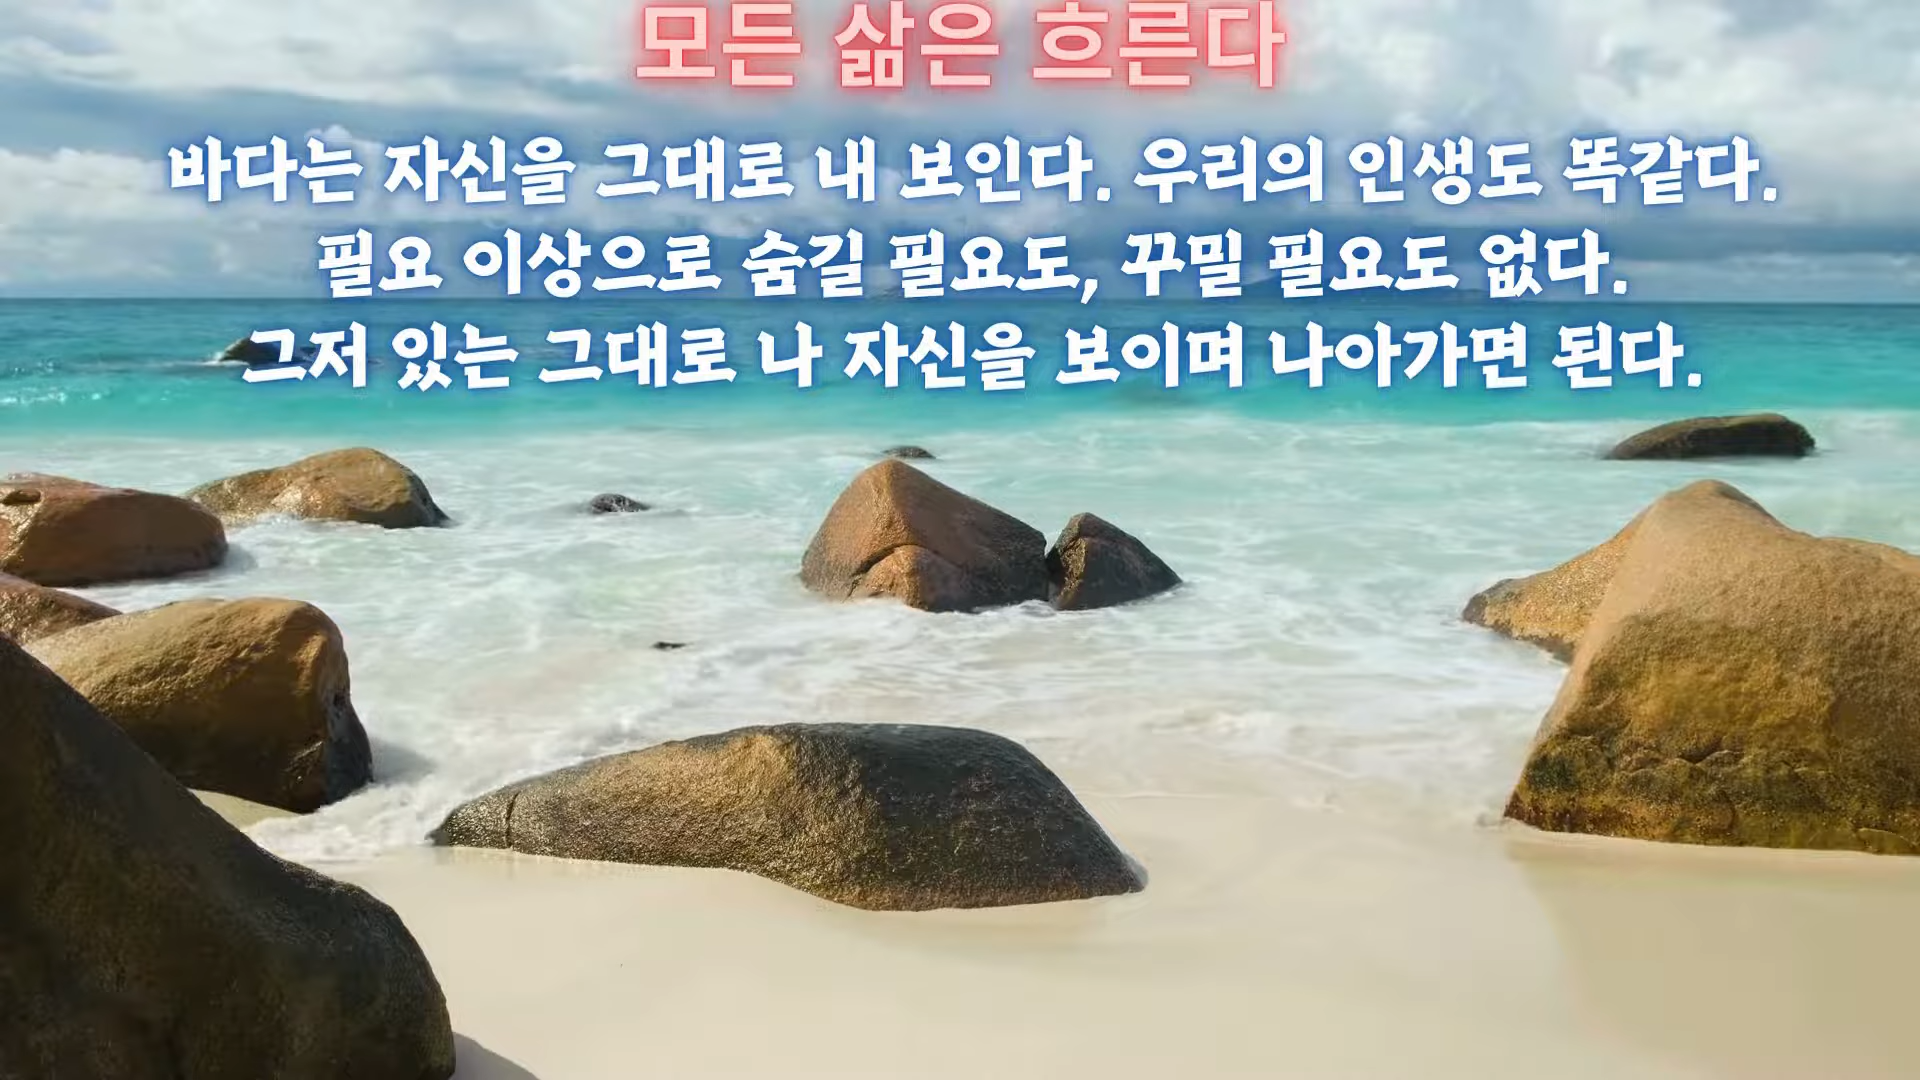 모든 삶은 흐른다
바다는 자신을 그대로 내 보인다. 우리의 인생도 똑같다.
필요 이상으로 숨길 필요도, 꾸밀 필요도 없다.
그저 있는 그대로 나 자신을 보이며 나아가면 된다.